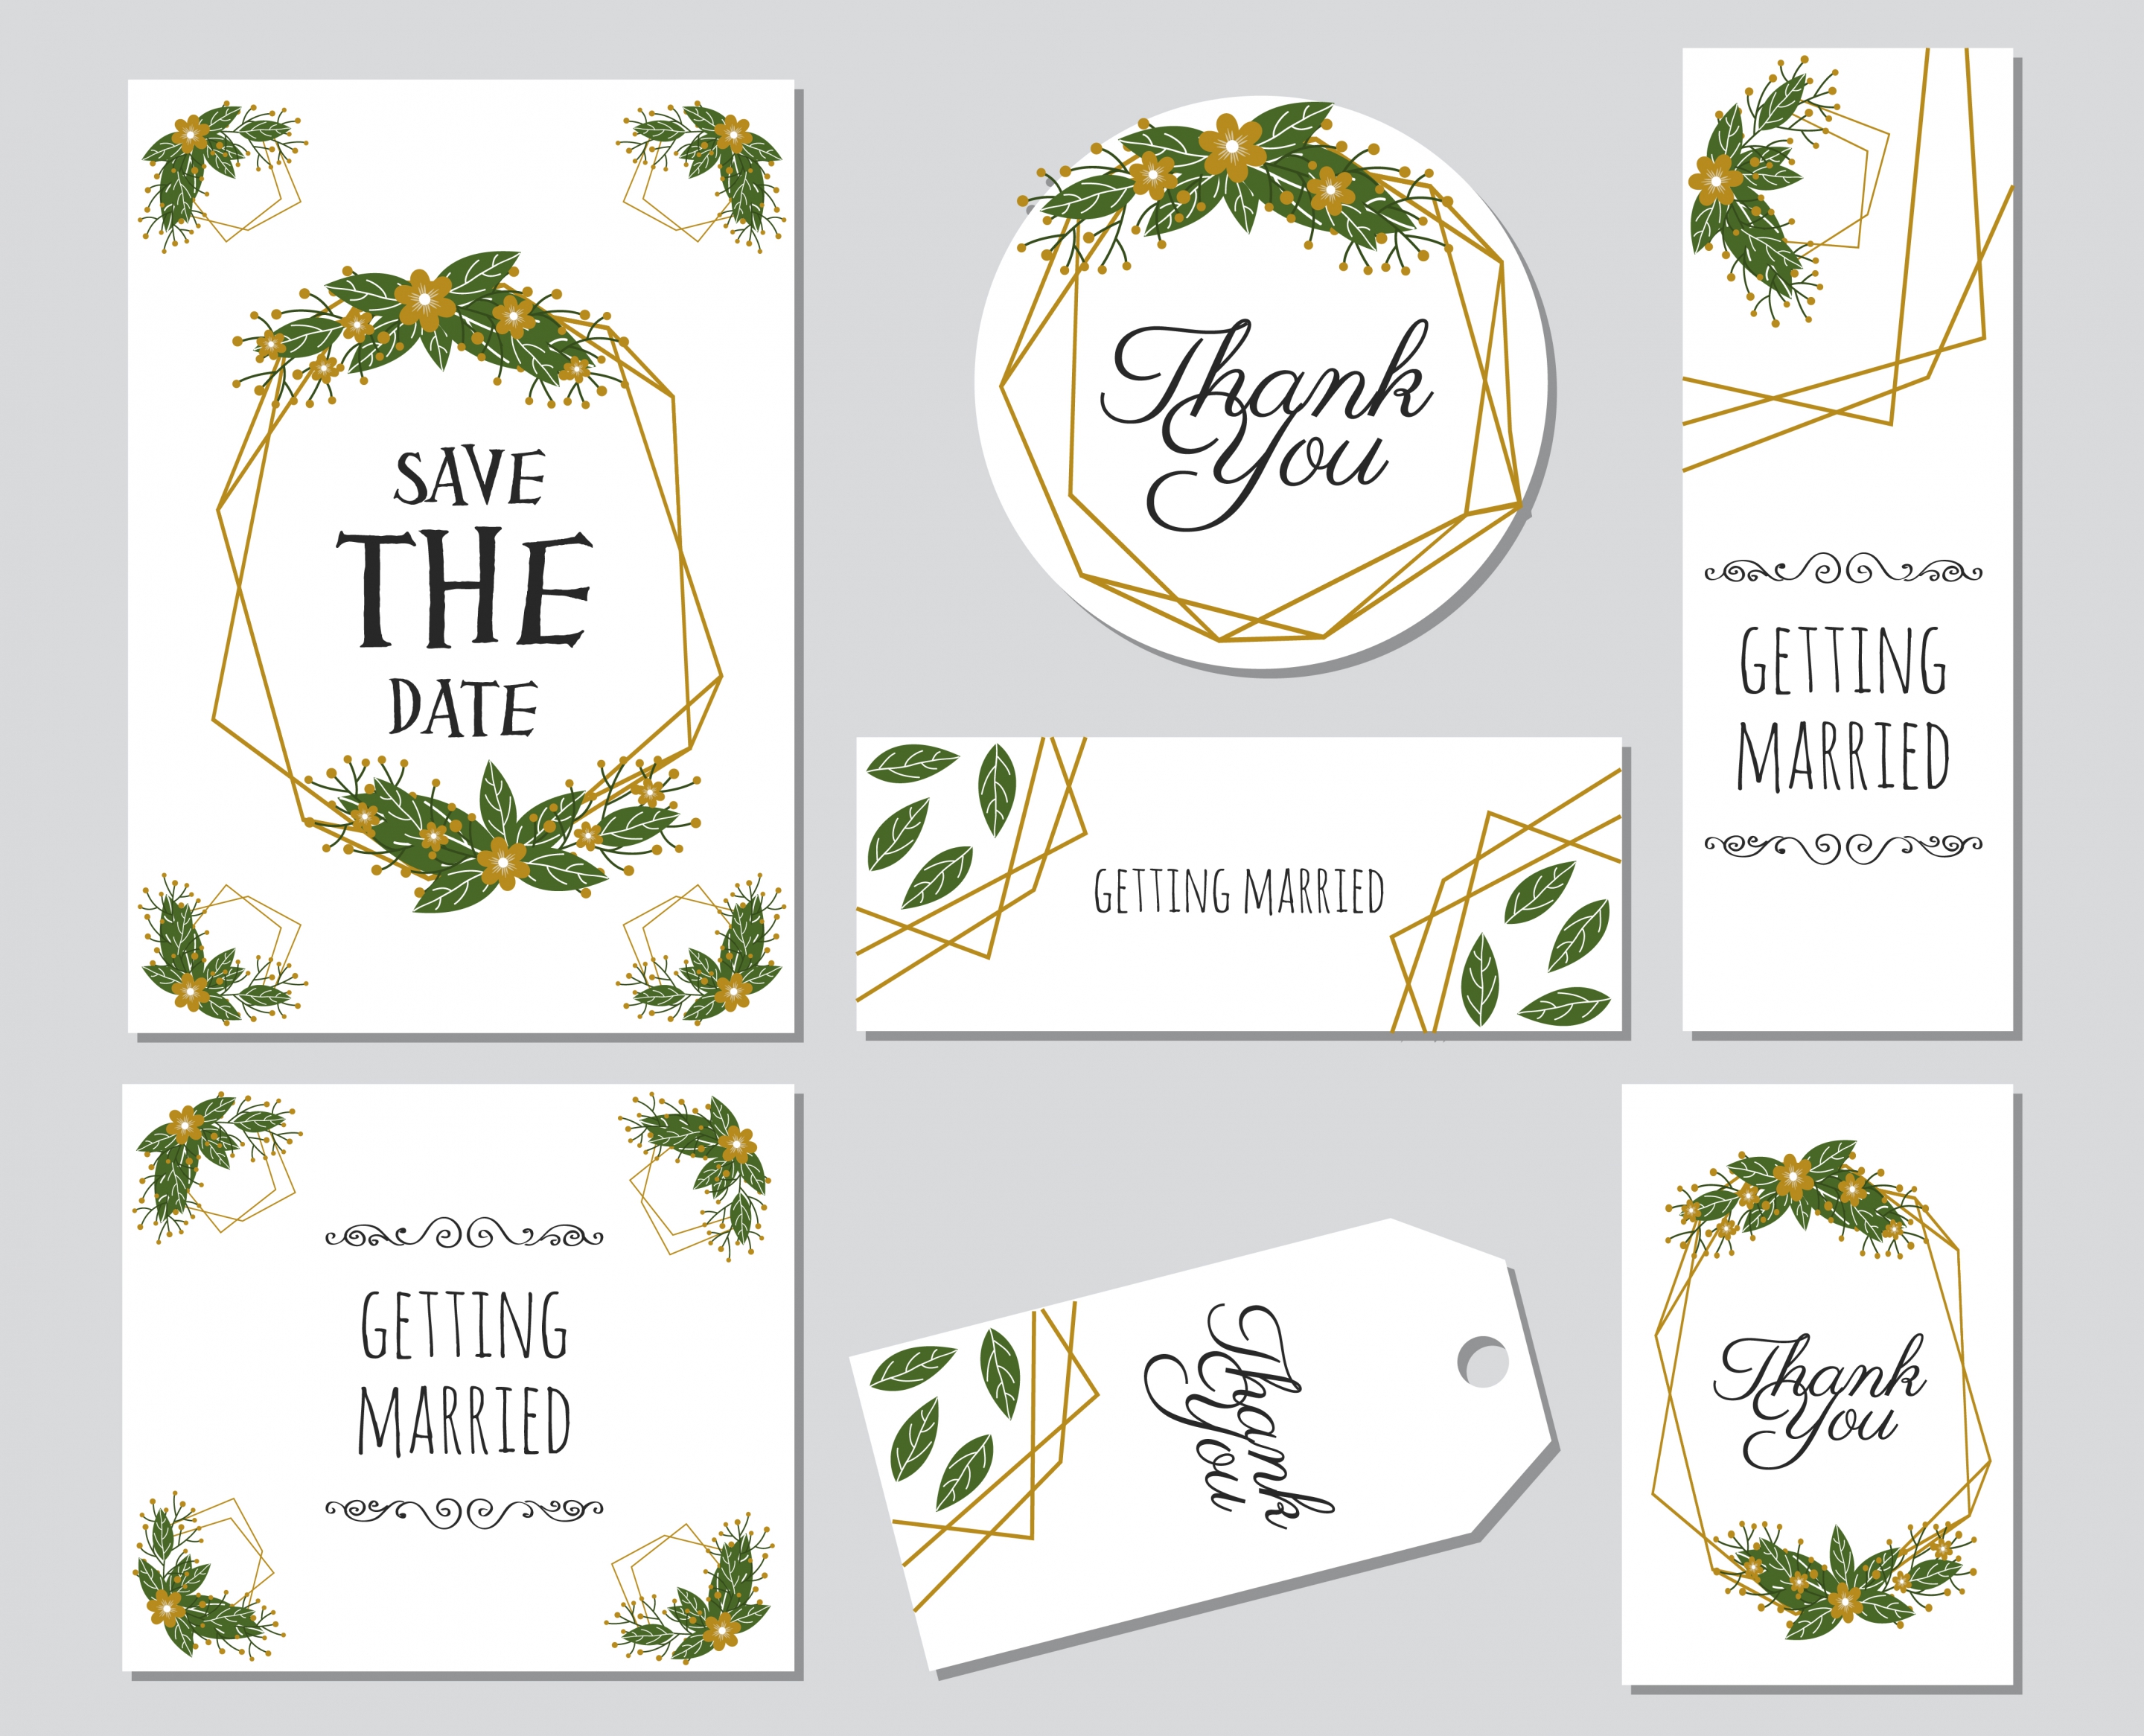 SAVE
THE
DATE
Thank
You
GETTING
MARRIED
GETTING MARRIED
GETTING
MARRIED
Thank
You
Thank
You